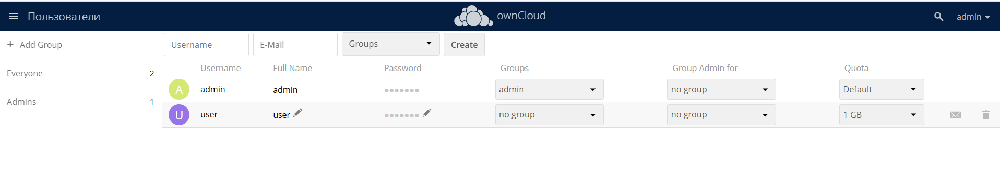 Пользователи ownCloud admin
+ Add Group Username E-Mail Groups Create
Username Full Name Password Groups Group Admin for Quota
Everyone 2
A admin admin ●●●●●●● admin no group Default
Admins 1
U user user ●●●●●●● no group no group 1 GB